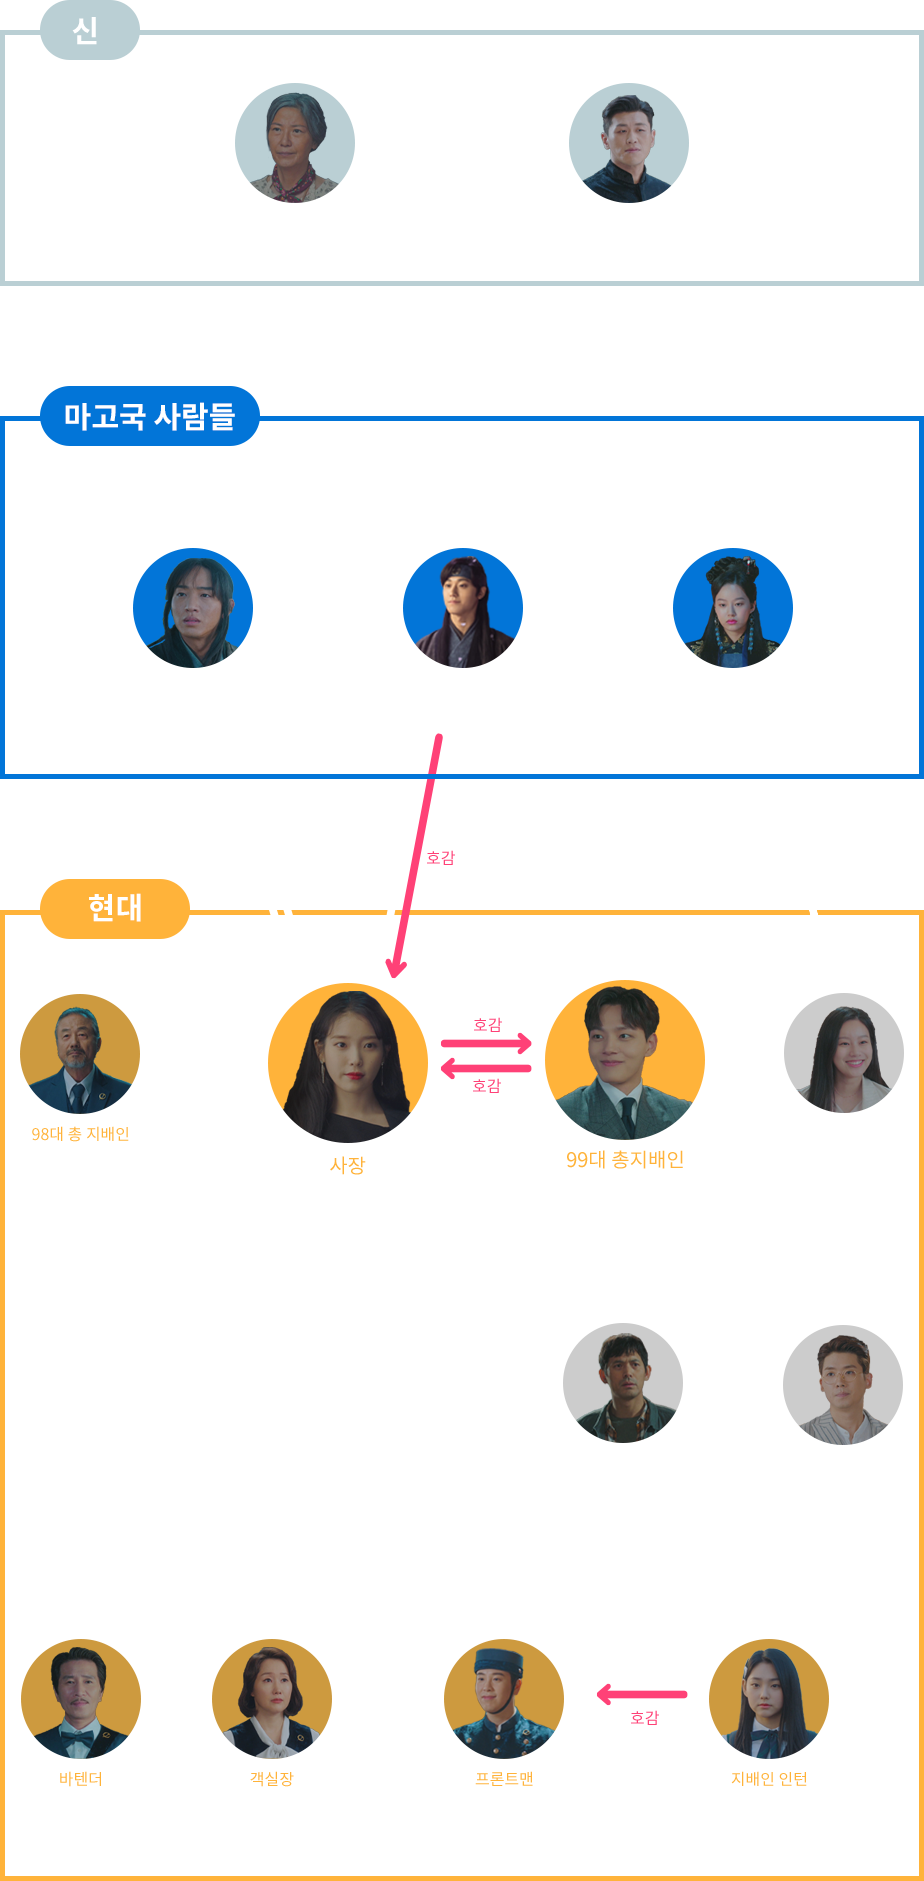 신
마고국 사람들
호감
현대
호감
호감
98대 총 지배인
사장
99대 총지배인
호감
바텐더
객실장
프론트맨
지배인 인턴